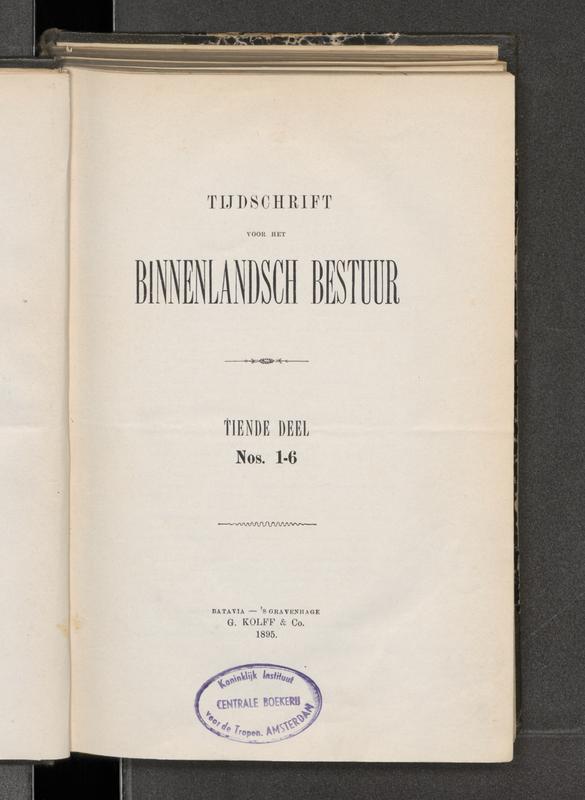 TIJDSCHRIFT
VOOR HET
BINNENLANDSCH BESTUUR
TIENDE DEEL
Nos. 1-6
BATAVIA — 'S GRAVENHAGE
G. KOLFF & Co.
1895.
Koninklijk Instituut
CENTRALE BOEKERIJ
voor de Tropen. AMSTERDAM